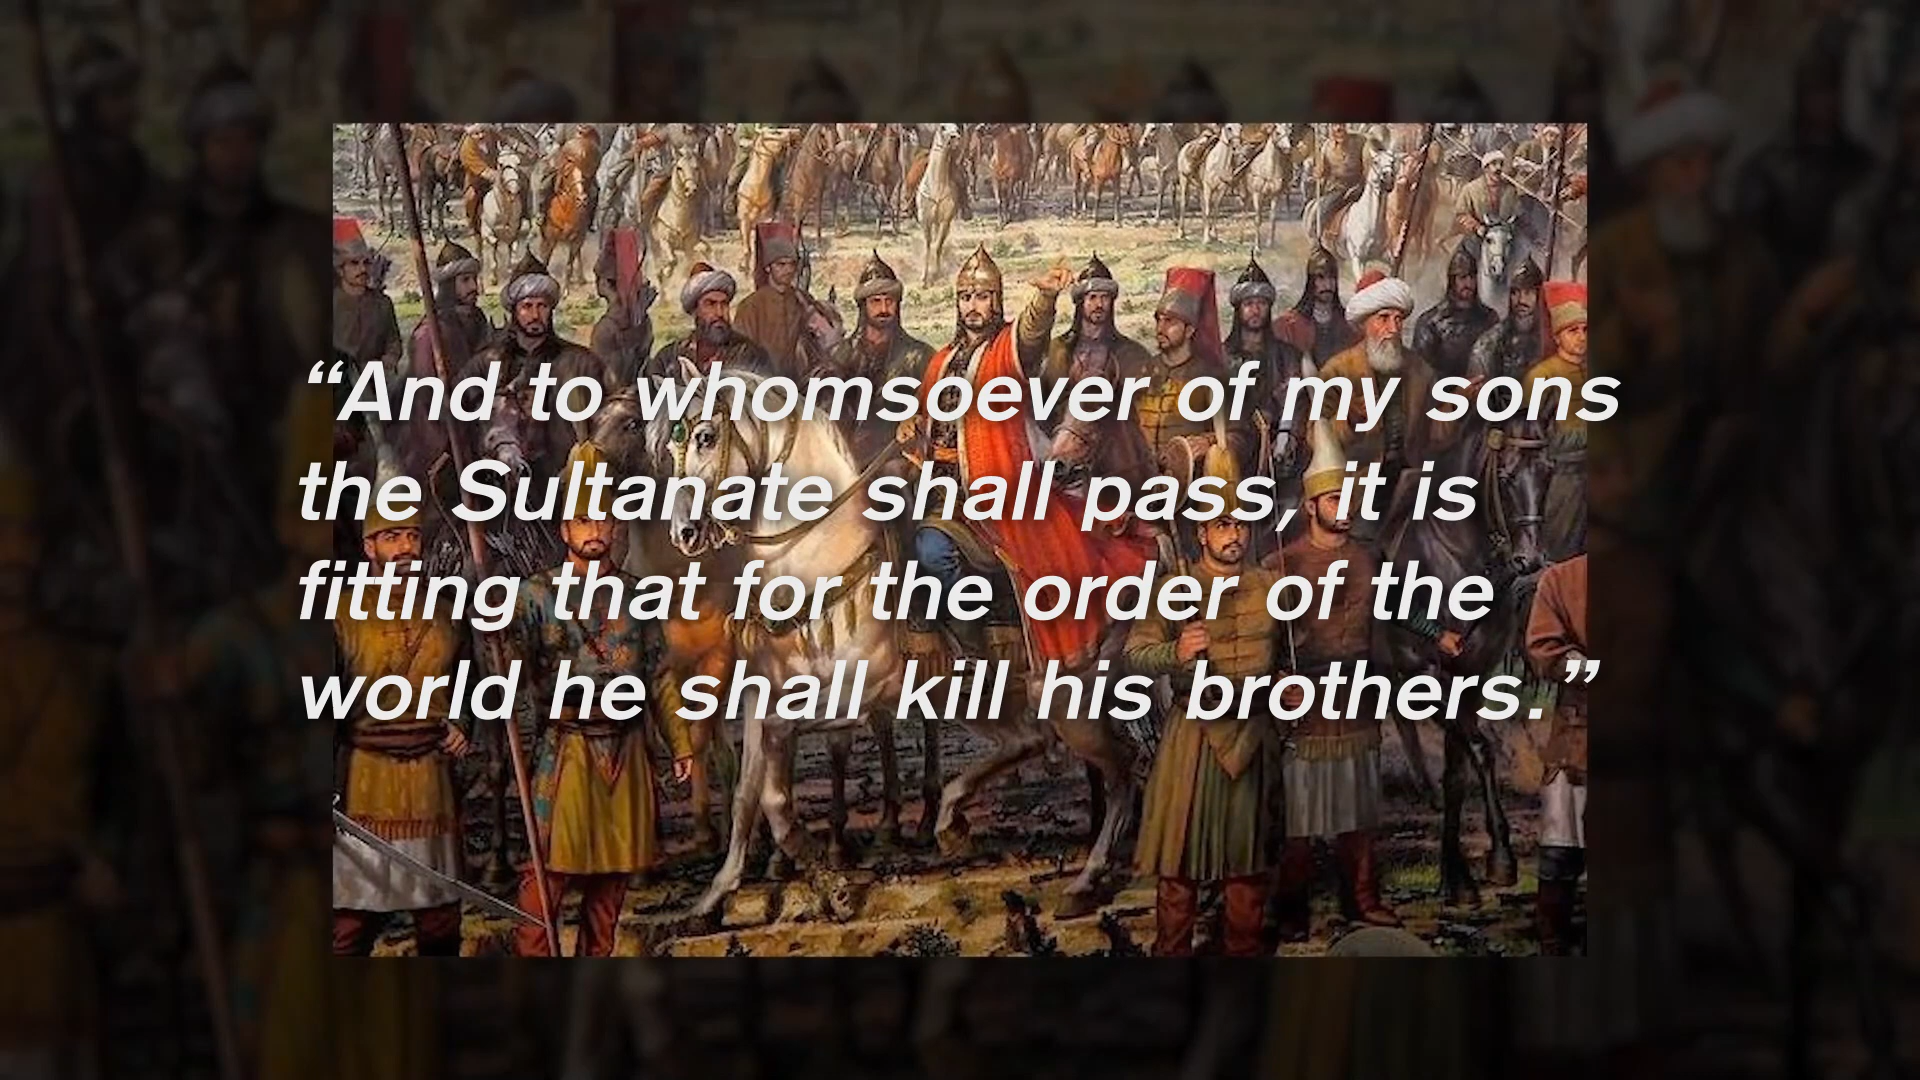 “And to whomsoever of my sons
the Sultanate shall pass, it is
fitting that for the order of the
world he shall kill his brothers.”